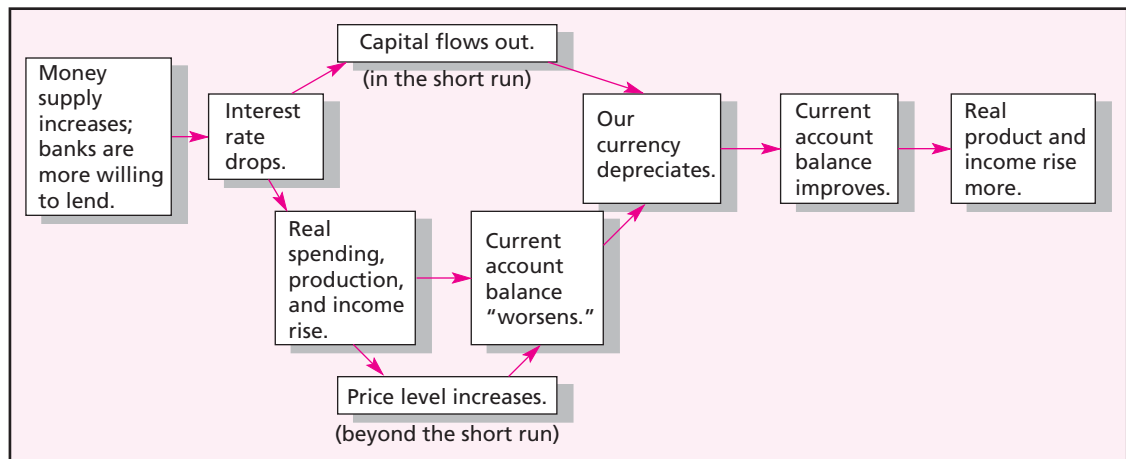 Money
supply
increases;
banks are
more willing
to lend.
Interest
rate
drops.
Capital flows out.
(in the short run)
Real
spending,
production,
and income
rise.
Current
account
balance
“worsens.”
Price level increases.
(beyond the short run)
Our
currency
depreciates.
Current
account
balance
improves.
Real
product and
income rise
more.